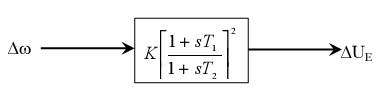 Δω K[(1 + sT₁)/(1 + sT₂)]² ΔU_E